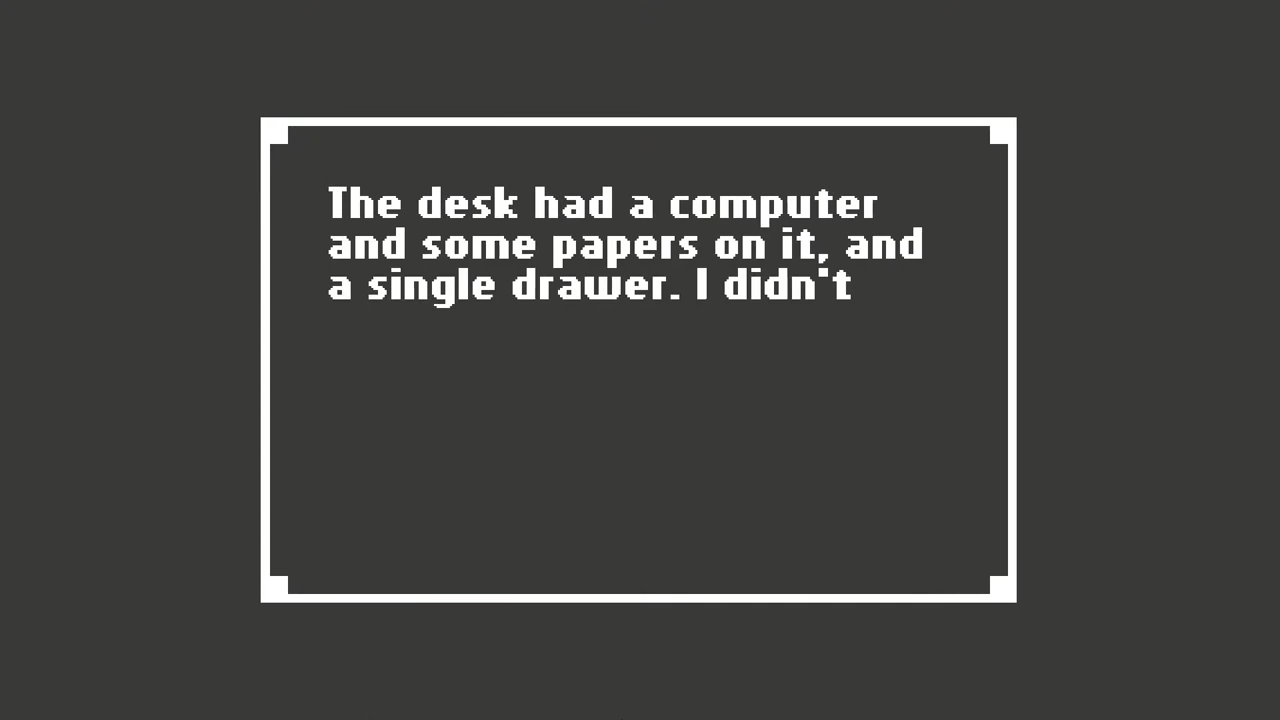 The desk had a computer
and some papers on it, and
a single drawer. I didn't